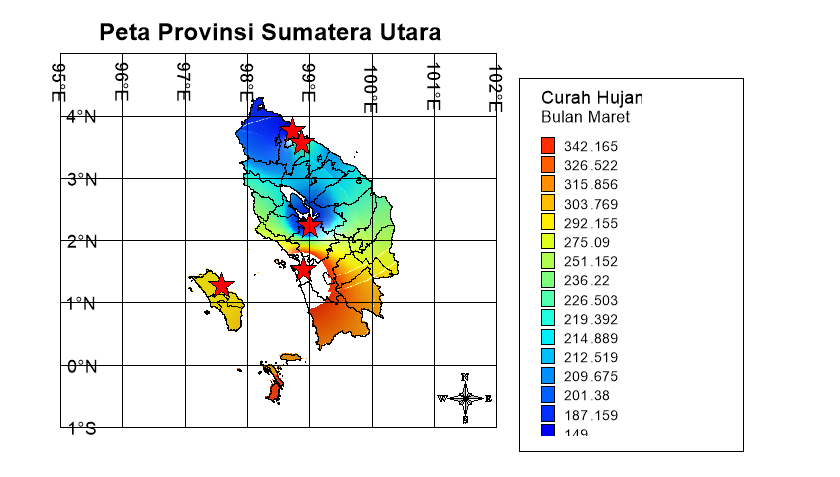 Peta Provinsi Sumatera Utara
95°E 96°E 97°E 98°E 99°E 100°E 101°E 102°E
4°N
3°N
2°N
1°N
0°N
1°S
N
W E
S
Curah Hujan
Bulan Maret
342.165
326.522
315.856
303.769
292.155
275.09
251.152
236.22
226.503
219.392
214.889
212.519
209.675
201.38
187.159
149